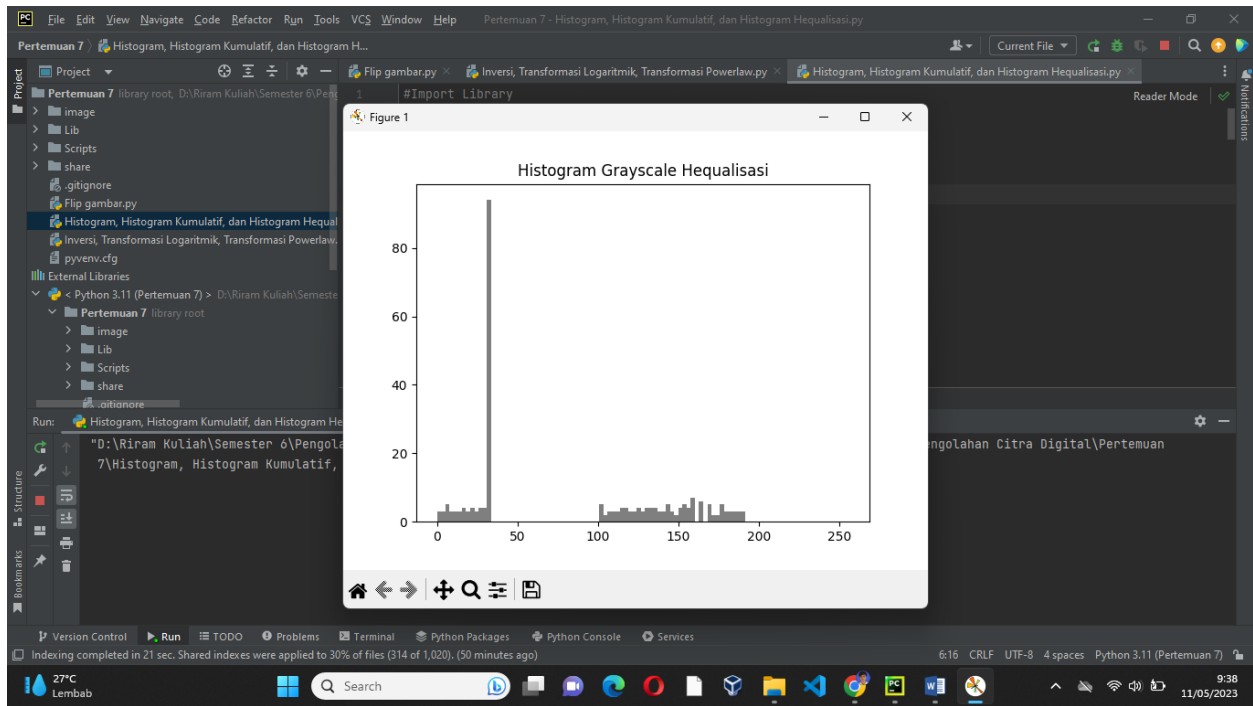 PC File Edit View Navigate Code Refactor Run Tools VCS Window Help Pertemuan 7 - Histogram, Histogram Kumulatif, dan Histogram Hequalisasi.py
Pertemuan 7 Histogram, Histogram Kumulatif, dan Histogram H... Current File
Project Flip gambar.py Inversi, Transformasi Logaritmik, Transformasi Powerlaw.py Histogram, Histogram Kumulatif, dan Histogram Hequalisasi.py
Project
Notifications
Pertemuan 7 library root, D:\Riram Kuliah\Semester 6\Peng
1 #Import Library
Reader Mode
image
Lib
Scripts
share
.gitignore
Flip gambar.py
Histogram, Histogram Kumulatif, dan Histogram Hequal
Inversi, Transformasi Logaritmik, Transformasi Powerlaw.
pyvenv.cfg
External Libraries
< Python 3.11 (Pertemuan 7) > D:\Riram Kuliah\Semeste
Pertemuan 7 library root
image
Lib
Scripts
share
.gitignore
Figure 1
Histogram Grayscale Hequalisasi
80
60
40
20
0
0 50 100 150 200 250
Run: Histogram, Histogram Kumulatif, dan Histogram He
"D:\Riram Kuliah\Semester 6\Pengola
ngolahan Citra Digital\Pertemuan
7\Histogram, Histogram Kumulatif,
Structure
Bookmarks
Version Control Run TODO Problems Terminal Python Packages Python Console Services
Indexing completed in 21 sec. Shared indexes were applied to 30% of files (314 of 1,020). (50 minutes ago) 6:16 CRLF UTF-8 4 spaces Python 3.11 (Pertemuan 7)
27°C
Lembab
Search
9:38
11/05/2023